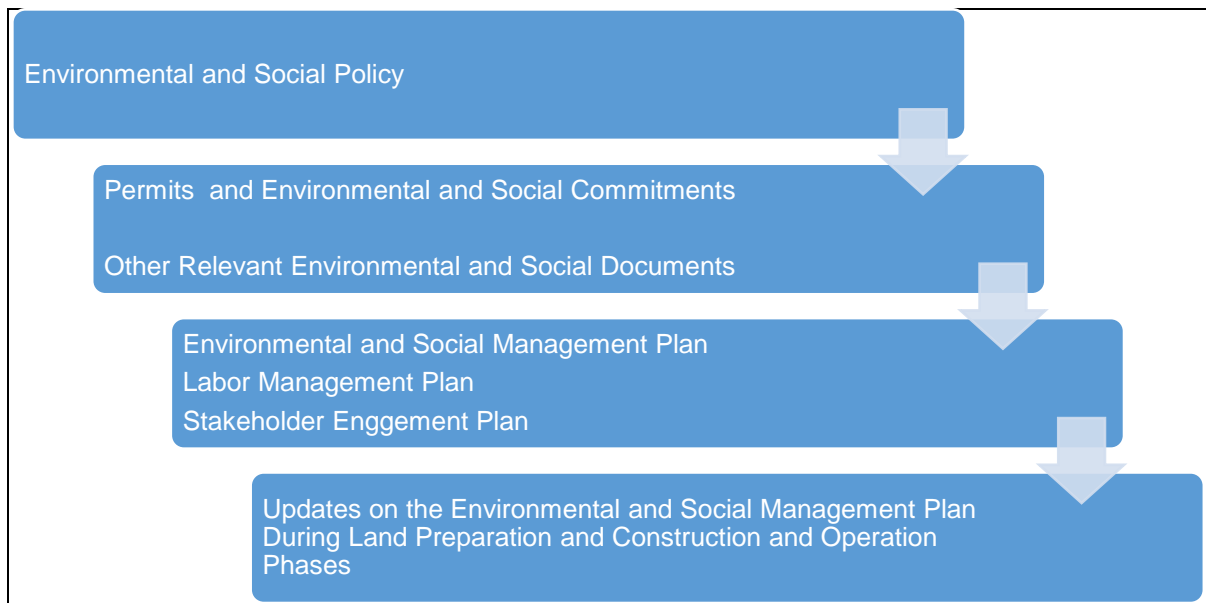 Environmental and Social Policy
Permits and Environmental and Social Commitments
Other Relevant Environmental and Social Documents
Environmental and Social Management Plan
Labor Management Plan
Stakeholder Enggement Plan
Updates on the Environmental and Social Management Plan
During Land Preparation and Construction and Operation
Phases